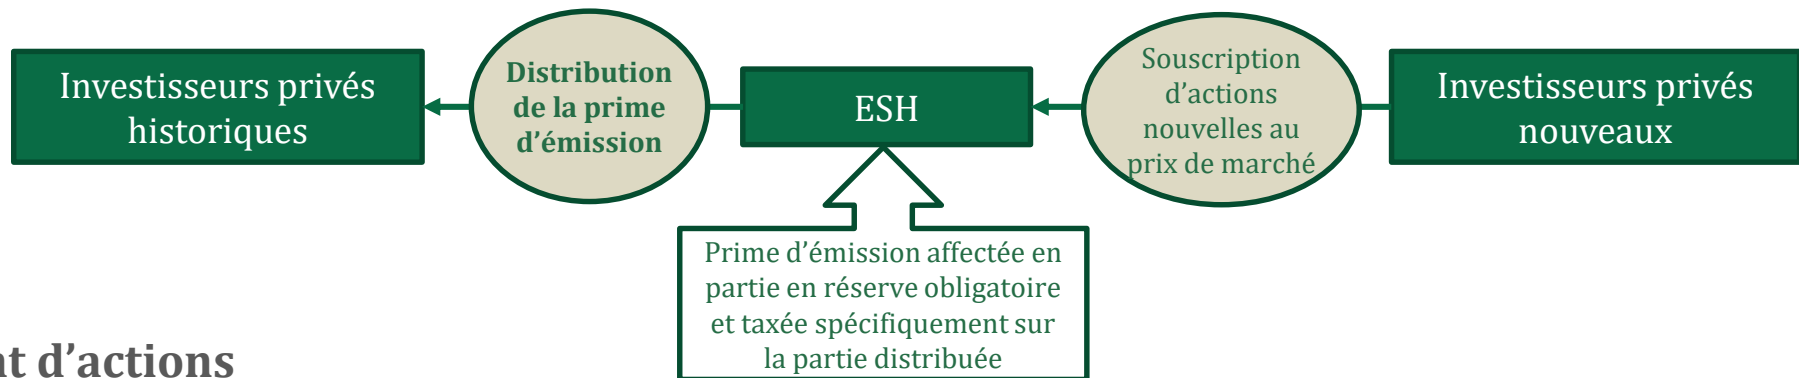 Investisseurs privés
historiques
Distribution
de la prime
d’émission
ESH
Souscription
d’actions
nouvelles au
prix de marché
Investisseurs privés
nouveaux
Prime d’émission affectée en
partie en réserve obligatoire
et taxée spécifiquement sur
la partie distribuée
d’actions